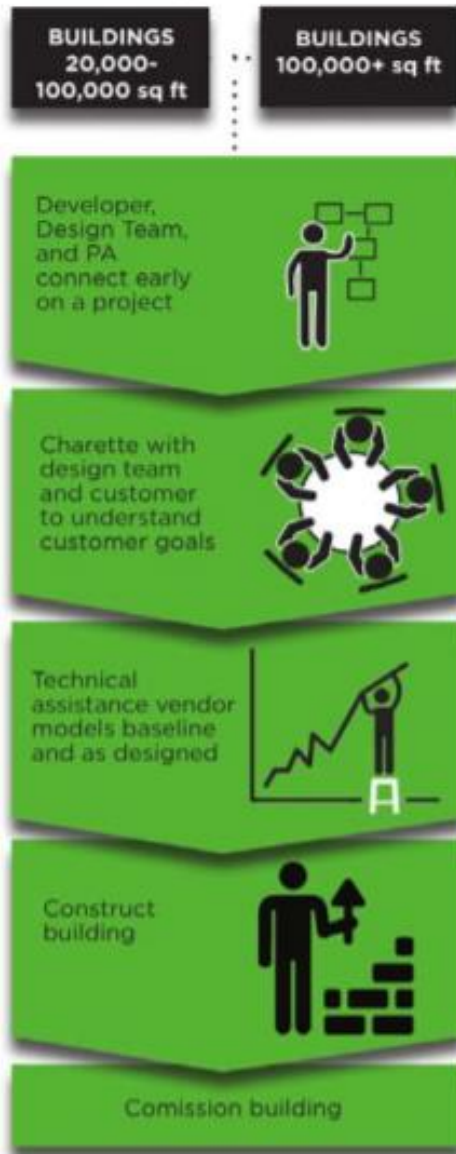 BUILDINGS
20,000-
100,000 sq ft
BUILDINGS
100,000+ sq ft
Developer,
Design Team,
and PA
connect early
on a project
Charette with
design team
and customer
to understand
customer goals
Technical
assistance vendor
models baseline
and as designed
Construct
building
Comission building